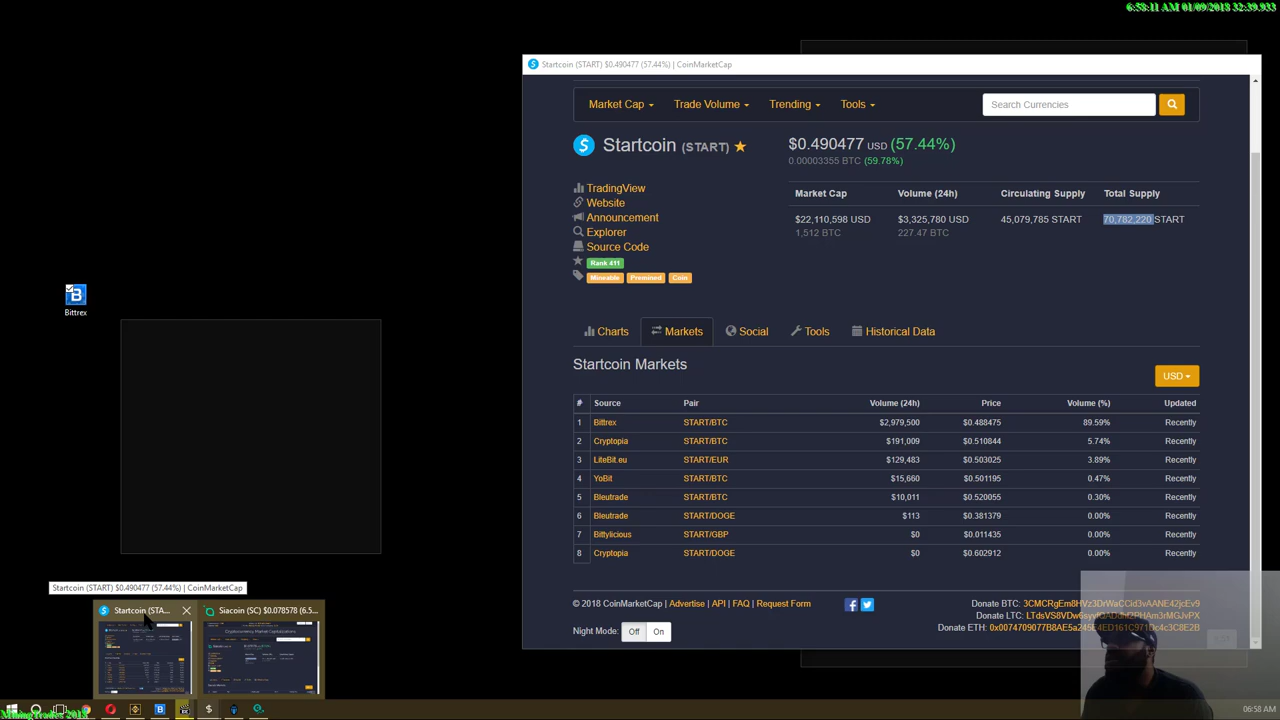 6:58:11 AM 01/09/2018 32:39.933
Startcoin (START) $0.490477 (57.44%) | CoinMarketCap
Market Cap
Trade Volume
Trending
Tools
Search Currencies
Startcoin (START)
$0.490477 USD (57.44%)
0.00003355 BTC (59.78%)
TradingView
Website
Announcement
Explorer
Source Code
Rank 411
Mineable Premined Coin
Market Cap Volume (24h) Circulating Supply Total Supply
$22,110,598 USD $3,325,780 USD 45,079,785 START 70,782,220 START
1,512 BTC 227.47 BTC
Bittrex
Charts Markets Social Tools Historical Data
Startcoin Markets
USD
# Source Pair Volume (24h) Price Volume (%) Updated
1 Bittrex START/BTC $2,979,500 $0.488475 89.59% Recently
2 Cryptopia START/BTC $191,009 $0.510844 5.74% Recently
3 LiteBit.eu START/EUR $129,483 $0.503025 3.89% Recently
4 YoBit START/BTC $15,660 $0.501195 0.47% Recently
5 Bleutrade START/BTC $10,011 $0.520055 0.30% Recently
6 Bleutrade START/DOGE $113 $0.381379 0.00% Recently
7 Bittylicious START/GBP $0 $0.011435 0.00% Recently
8 Cryptopia START/DOGE $0 $0.602912 0.00% Recently
© 2018 CoinMarketCap | Advertise | API | FAQ | Request Form
Donate BTC:
Donate LTC:
Donate ETH:
Night Mode: Off On
Startcoin (START) $0.490477 (57.44%) | CoinMarketCap
Startcoin (STA...
Siacoin (SC) $0.078578 (6.5...
06:58 AM